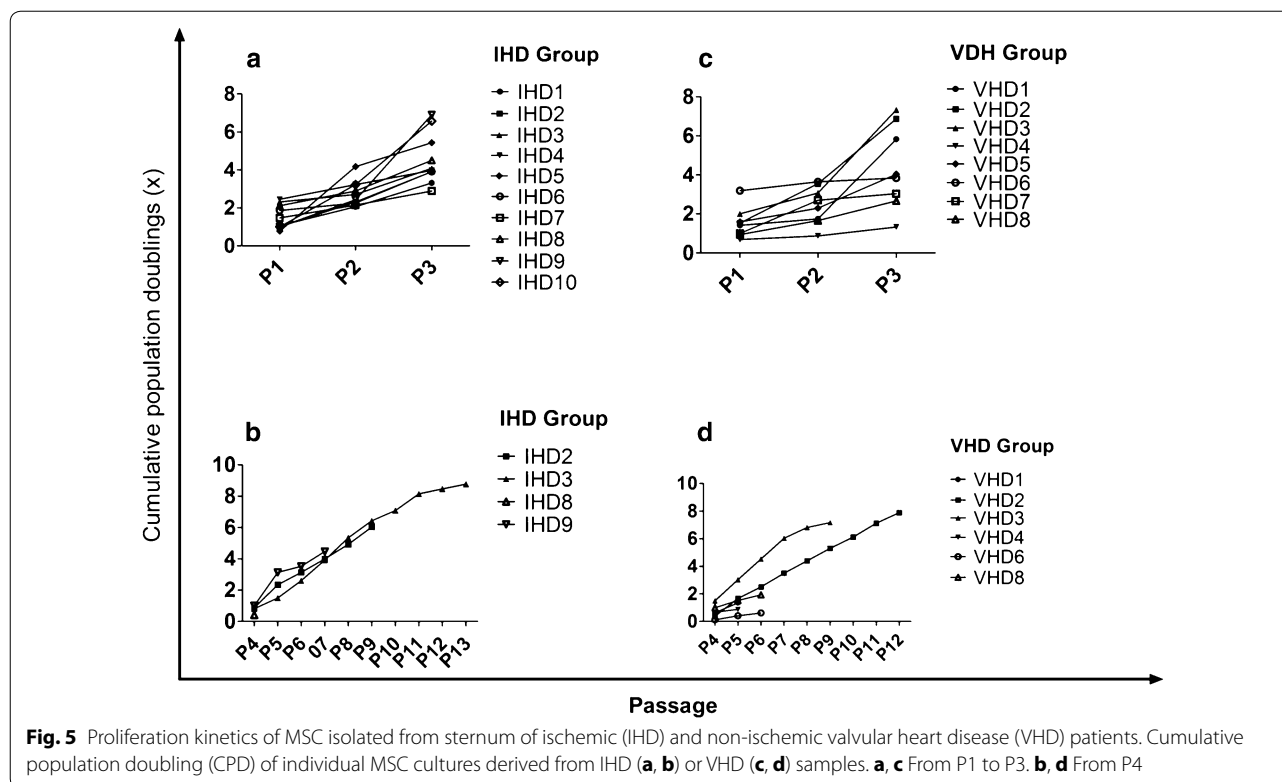 Cumulative population doublings (x)
a
IHD Group
8
6
4
2
0
P1
P2
P3
IHD1
IHD2
IHD3
IHD4
IHD5
IHD6
IHD7
IHD8
IHD9
IHD10
c
VDH Group
8
6
4
2
0
P1
P2
P3
VHD1
VHD2
VHD3
VHD4
VHD5
VHD6
VHD7
VHD8
b
IHD Group
10
8
6
4
2
0
P4
P5
P6
07
P8
P9
P10
P11
P12
P13
IHD2
IHD3
IHD8
IHD9
d
VHD Group
10
8
6
4
2
0
P4
P5
P6
P7
P8
P9
P10
P11
P12
VHD1
VHD2
VHD3
VHD4
VHD6
VHD8
Passage
Fig. 5 Proliferation kinetics of MSC isolated from sternum of ischemic (IHD) and non-ischemic valvular heart disease (VHD) patients. Cumulative
population doubling (CPD) of individual MSC cultures derived from IHD (a, b) or VHD (c, d) samples. a, c From P1 to P3. b, d From P4